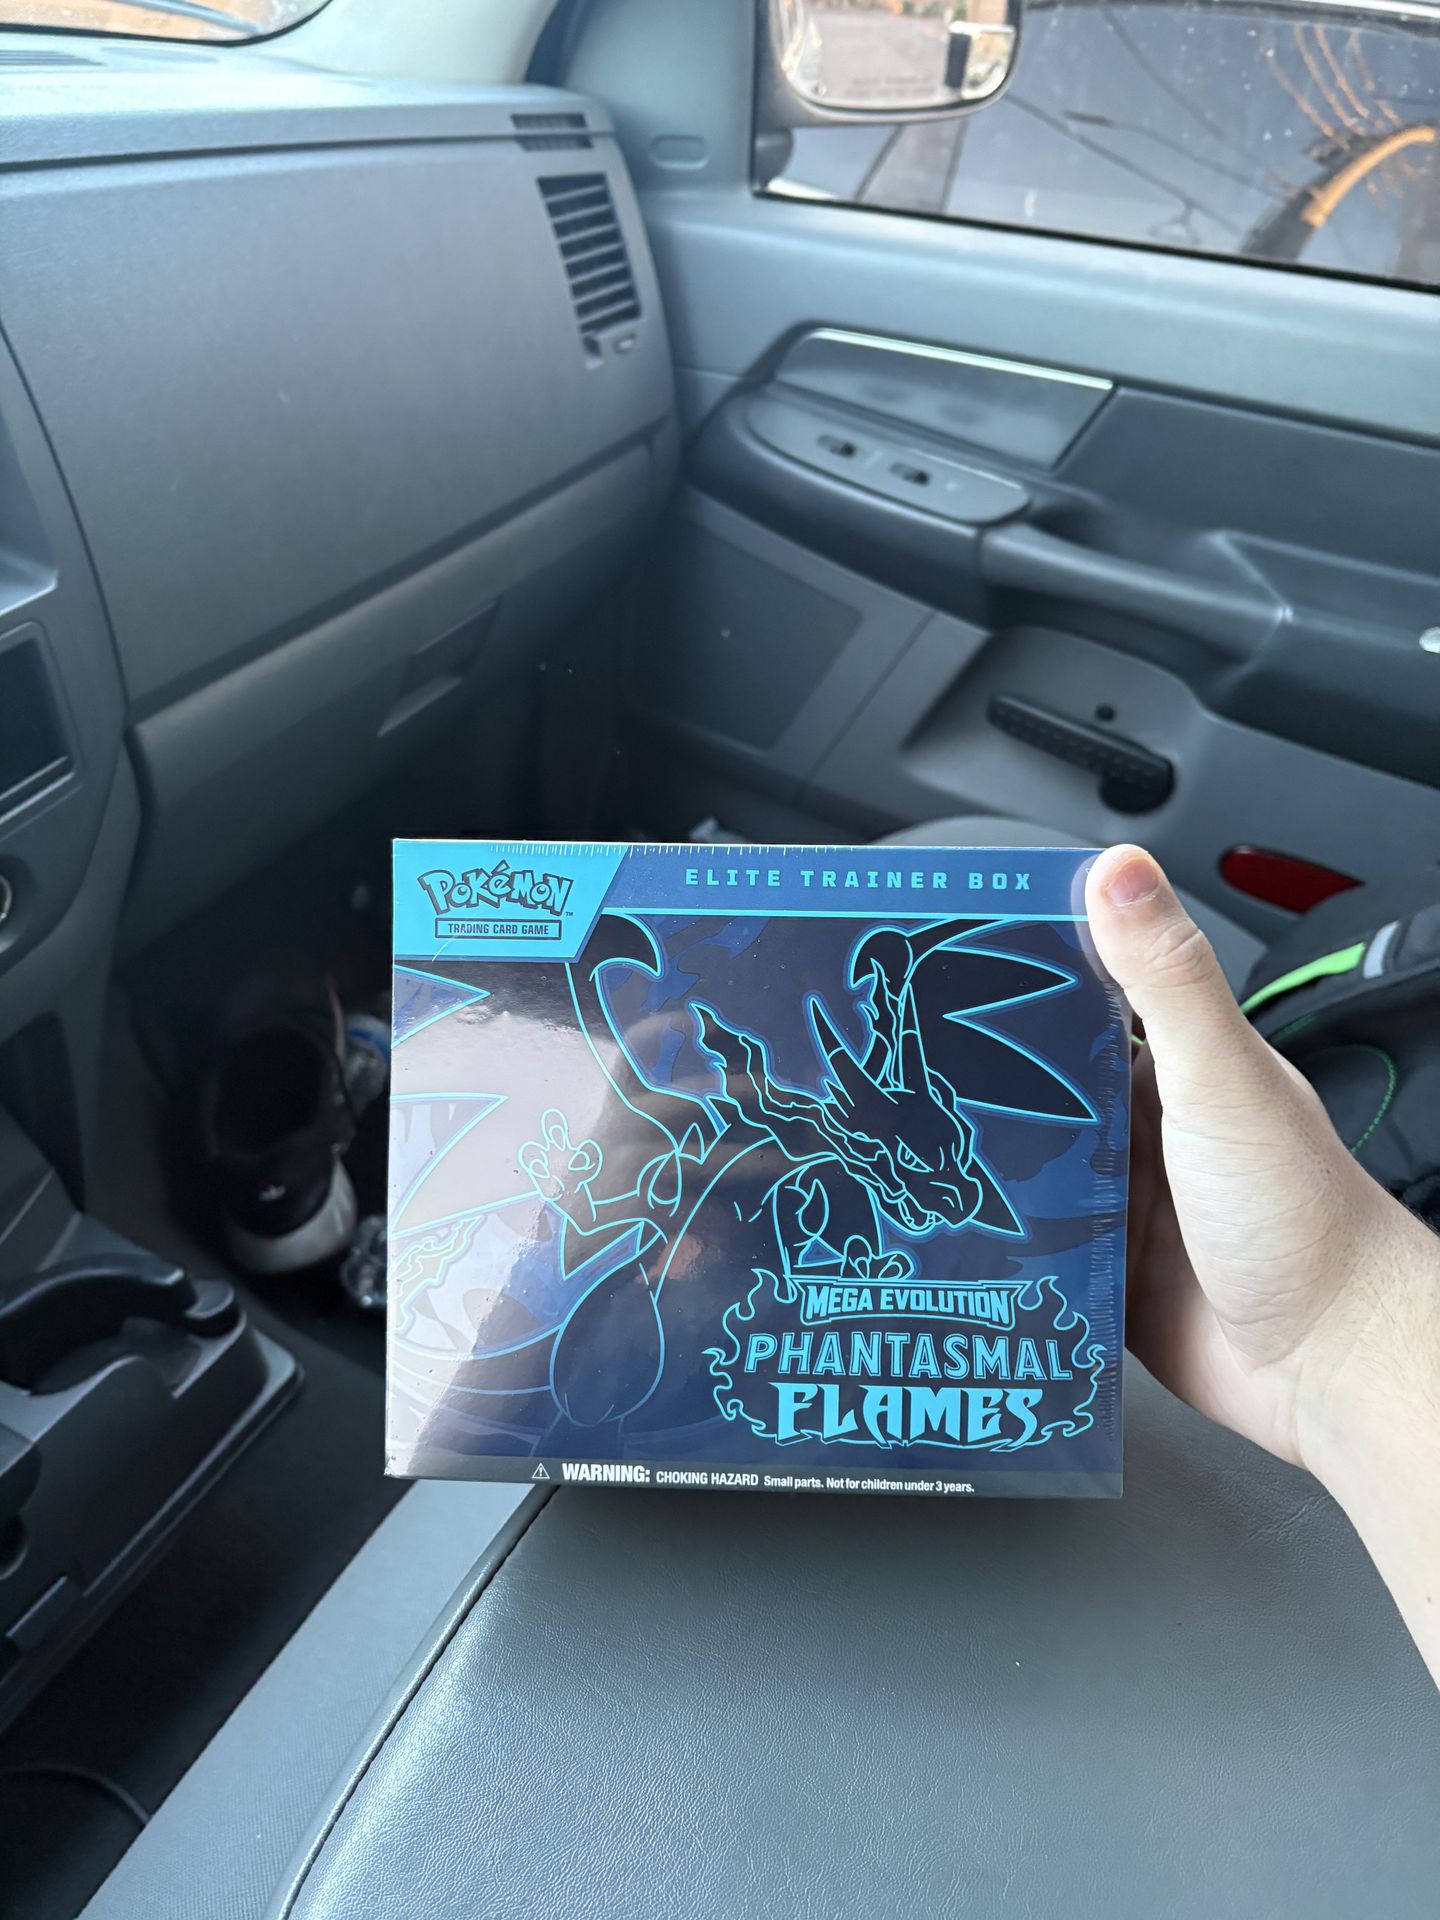 POKéMON™
TRADING CARD GAME
ELITE TRAINER BOX
MEGA EVOLUTION
PHANTASMAL
FLAMES
WARNING: CHOKING HAZARD Small parts. Not for children under 3 years.